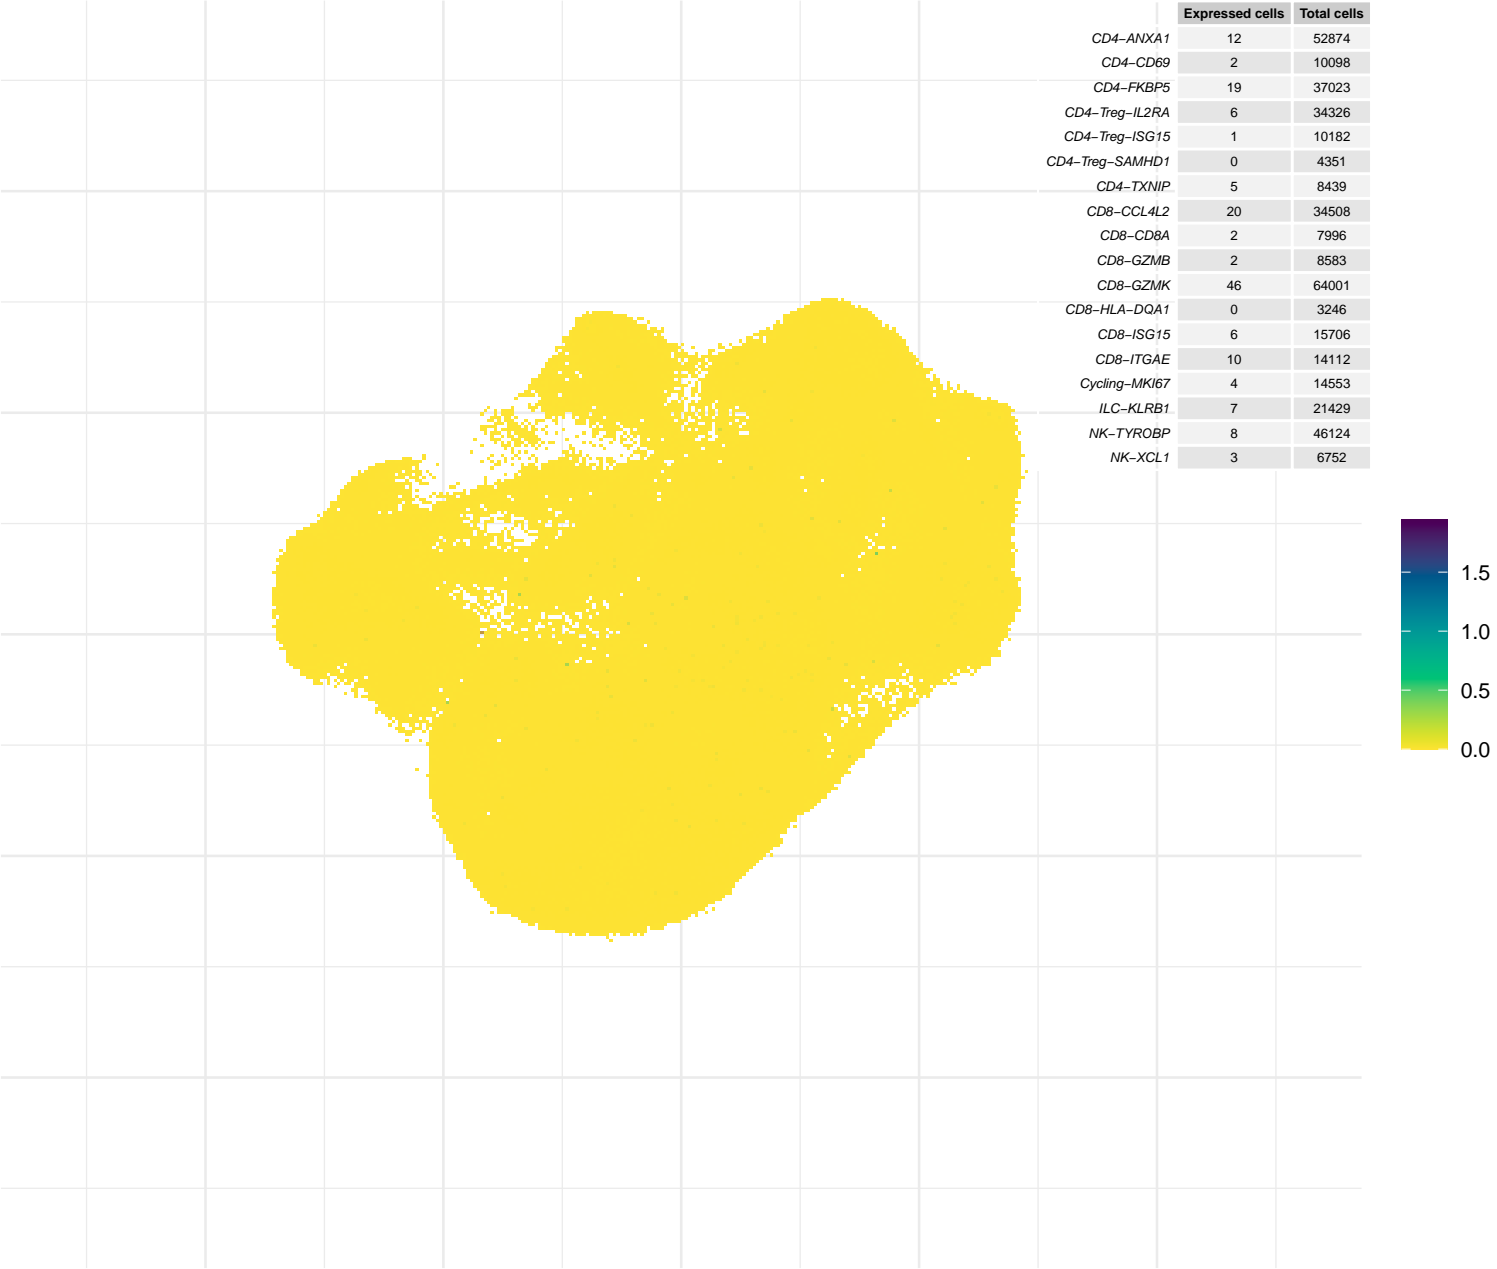 Expressed cells Total cells
CD4−ANXA1 12 52874
CD4−CD69 2 10098
CD4−FKBP5 19 37023
CD4−Treg−IL2RA 6 34326
CD4−Treg−ISG15 1 10182
CD4−Treg−SAMHD1 0 4351
CD4−TXNIP 5 8439
CD8−CCL4L2 20 34508
CD8−CD8A 2 7996
CD8−GZMB 2 8583
CD8−GZMK 46 64001
CD8−HLA−DQA1 0 3246
CD8−ISG15 6 15706
CD8−ITGAE 10 14112
Cycling−MKI67 4 14553
ILC−KLRB1 7 21429
NK−TYROBP 8 46124
NK−XCL1 3 6752
1.5
1.0
0.5
0.0